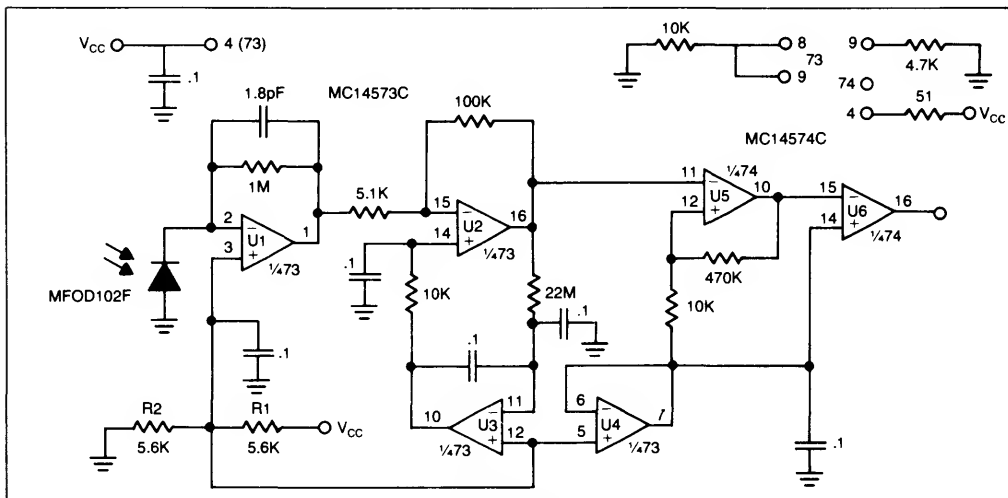 VCC
4 (73)
.1
MC14573C
1.8pF
1M
2
3
U1
1
¼73
MFOD102F
.1
R2
5.6K
R1
5.6K
VCC
5.1K
100K
15
14
U2
16
¼73
.1
10K
22M
.1
.1
10
U3
11
12
¼73
6
5
U4
7
¼73
10K
8
73
9
9
4.7K
74
4
51
VCC
MC14574C
11
12
U5
10
¼74
470K
10K
15
14
U6
16
¼74
.1